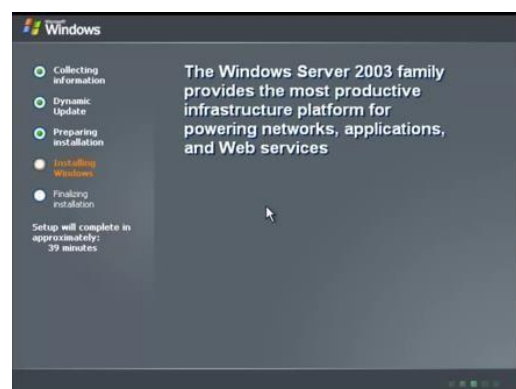 Microsoft
Windows
Collecting
information
Dynamic
Update
Preparing
installation
Installing
Windows
Finalizing
installation
Setup will complete in
approximately:
39 minutes
The Windows Server 2003 family
provides the most productive
infrastructure platform for
powering networks, applications,
and Web services